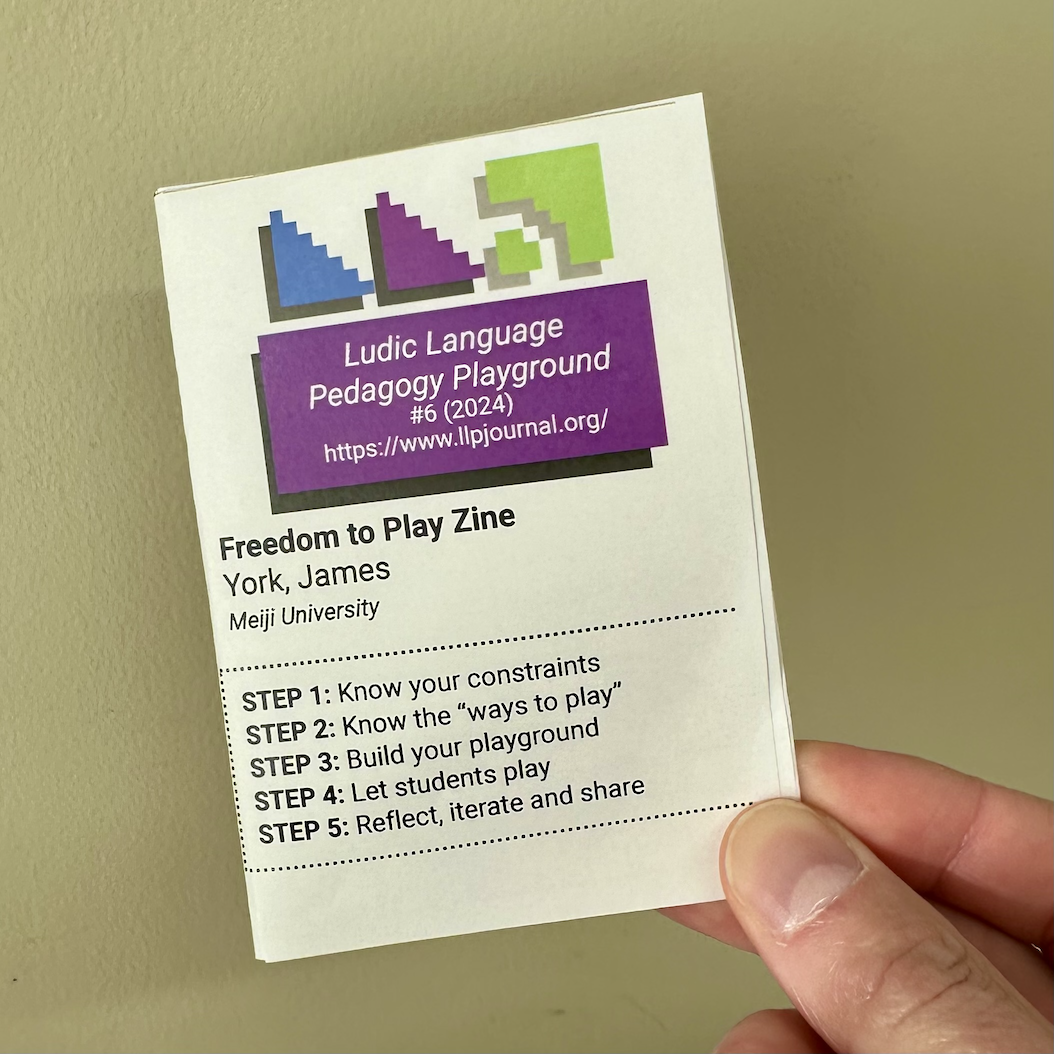 Ludic Language
Pedagogy Playground
#6 (2024)
https://www.llpjournal.org/
Freedom to Play Zine
York, James
Meiji University
STEP 1: Know your constraints
STEP 2: Know the “ways to play”
STEP 3: Build your playground
STEP 4: Let students play
STEP 5: Reflect, iterate and share